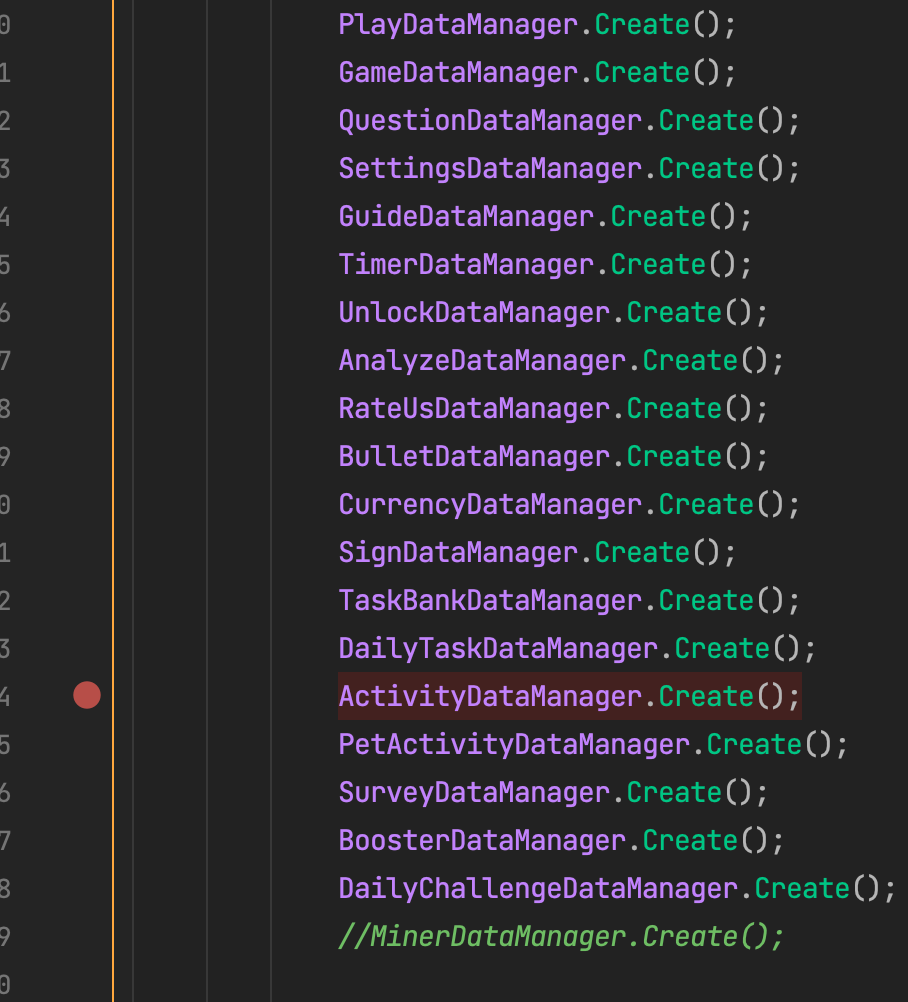 0 PlayDataManager.Create();
1 GameDataManager.Create();
2 QuestionDataManager.Create();
3 SettingsDataManager.Create();
4 GuideDataManager.Create();
5 TimerDataManager.Create();
6 UnlockDataManager.Create();
7 AnalyzeDataManager.Create();
8 RateUsDataManager.Create();
9 BulletDataManager.Create();
0 CurrencyDataManager.Create();
1 SignDataManager.Create();
2 TaskBankDataManager.Create();
3 DailyTaskDataManager.Create();
4 ActivityDataManager.Create();
5 PetActivityDataManager.Create();
6 SurveyDataManager.Create();
7 BoosterDataManager.Create();
8 DailyChallengeDataManager.Create();
9 //MinerDataManager.Create();
0